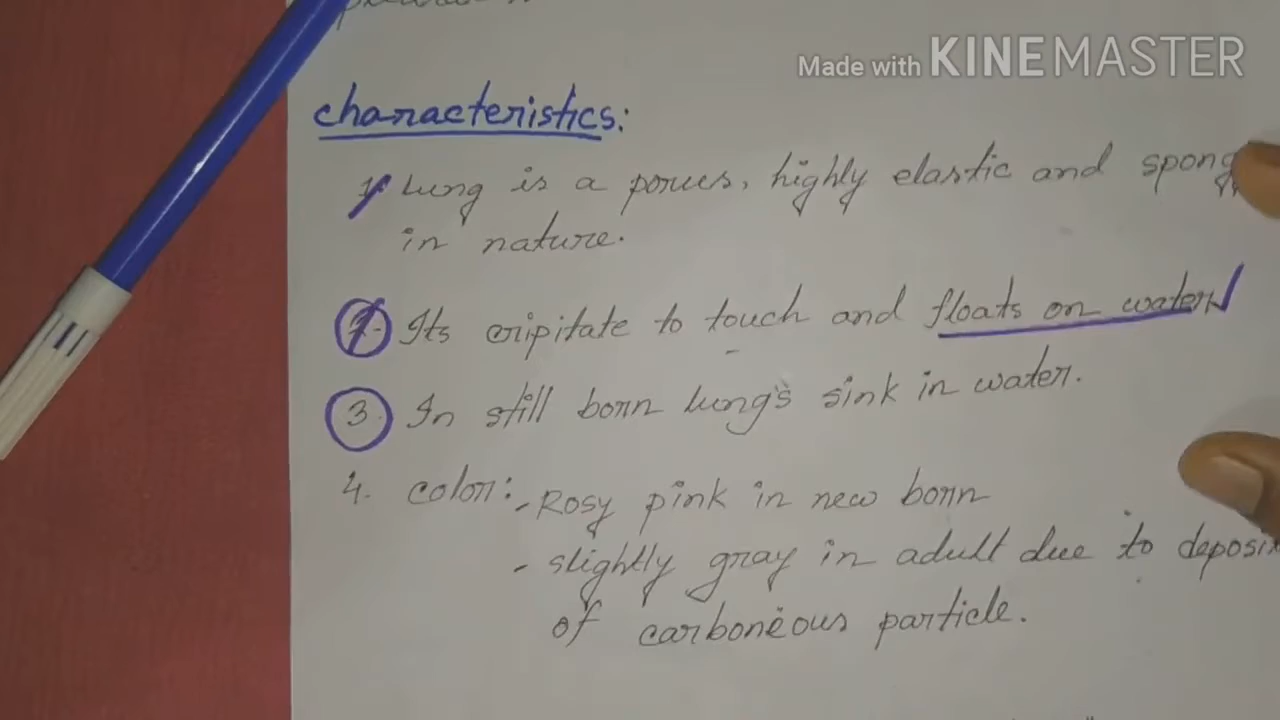 Made with KINEMASTER
characteristics:
1. Lung is a porues, highly elastic and spong
in nature.
2. Its cripitate to touch and floats on water.
3. In still born lung's sink in water.
4. color: - Rosy pink in new born
- slightly gray in adult due to deposi
of carboneous particle.